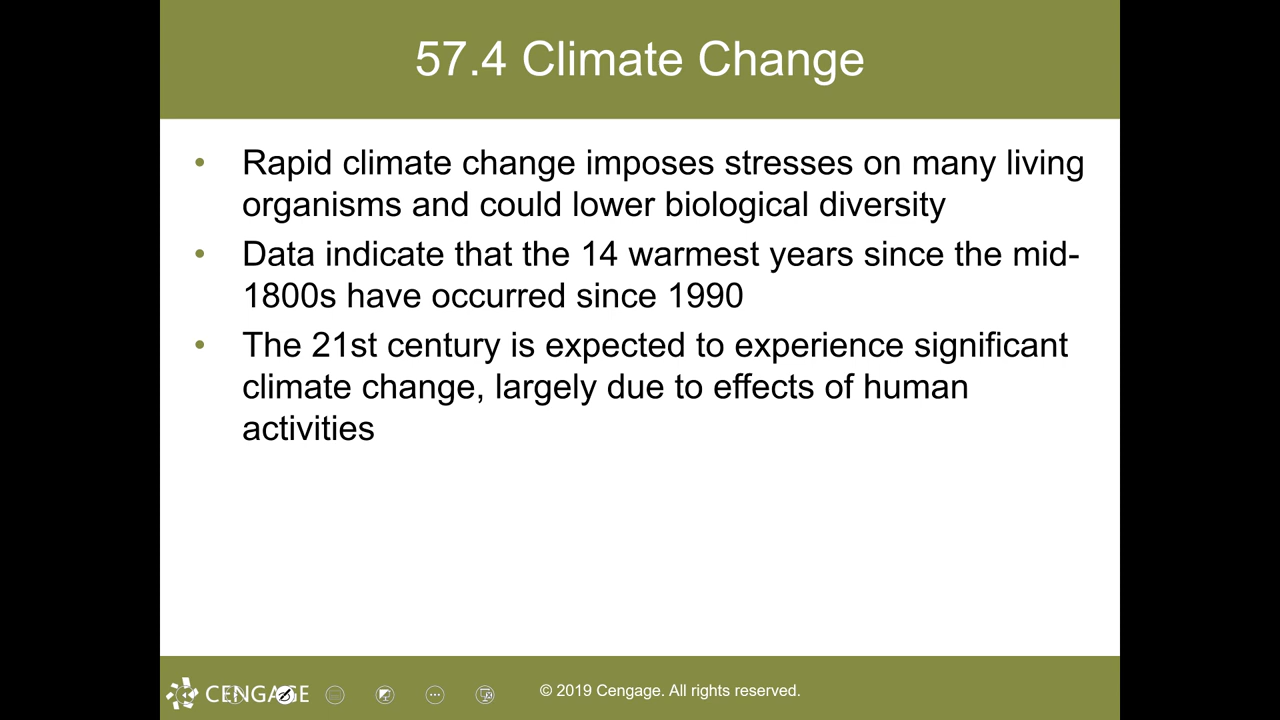 57.4 Climate Change
• Rapid climate change imposes stresses on many living
organisms and could lower biological diversity
• Data indicate that the 14 warmest years since the mid-
1800s have occurred since 1990
• The 21st century is expected to experience significant
climate change, largely due to effects of human
activities
CENGAGE
© 2019 Cengage. All rights reserved.